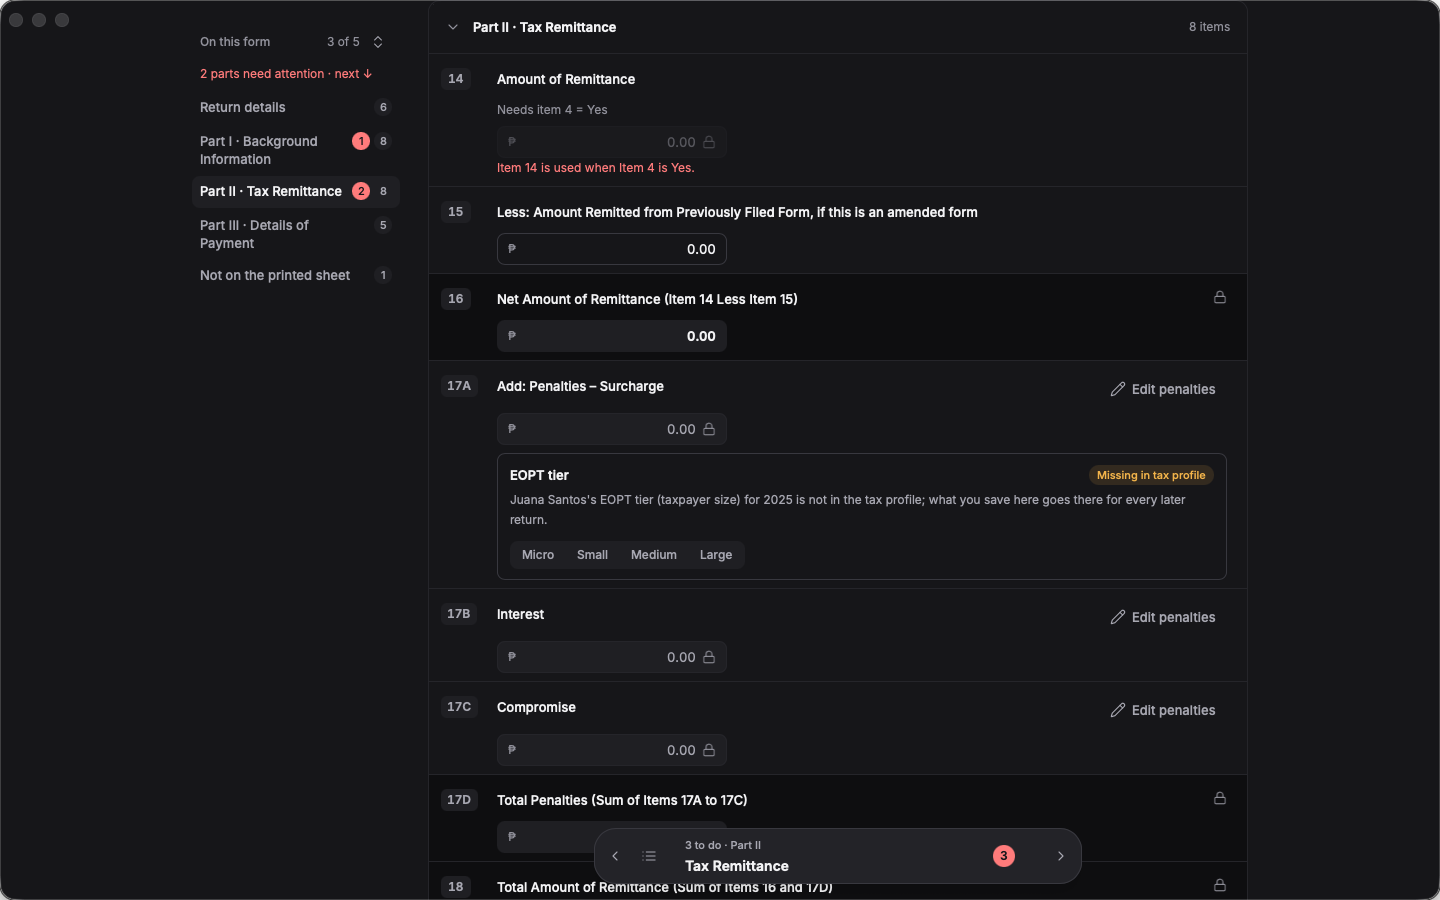 On this form 3 of 5
2 parts need attention · next ↓
Return details 6
Part I · Background Information 1 8
Part II · Tax Remittance 2 8
Part III · Details of Payment 5
Not on the printed sheet 1
Part II · Tax Remittance 8 items
14 Amount of Remittance
Needs item 4 = Yes
₱ 0.00
Item 14 is used when Item 4 is Yes.
15 Less: Amount Remitted from Previously Filed Form, if this is an amended form
₱ 0.00
16 Net Amount of Remittance (Item 14 Less Item 15)
₱ 0.00
17A Add: Penalties – Surcharge Edit penalties
₱ 0.00
EOPT tier Missing in tax profile
Juana Santos's EOPT tier (taxpayer size) for 2025 is not in the tax profile; what you save here goes there for every later
return.
Micro Small Medium Large
17B Interest Edit penalties
₱ 0.00
17C Compromise Edit penalties
₱ 0.00
17D Total Penalties (Sum of Items 17A to 17C)
₱
3 to do · Part II
Tax Remittance 3
18 Total Amount of Remittance (Sum of Items 16 and 17D)